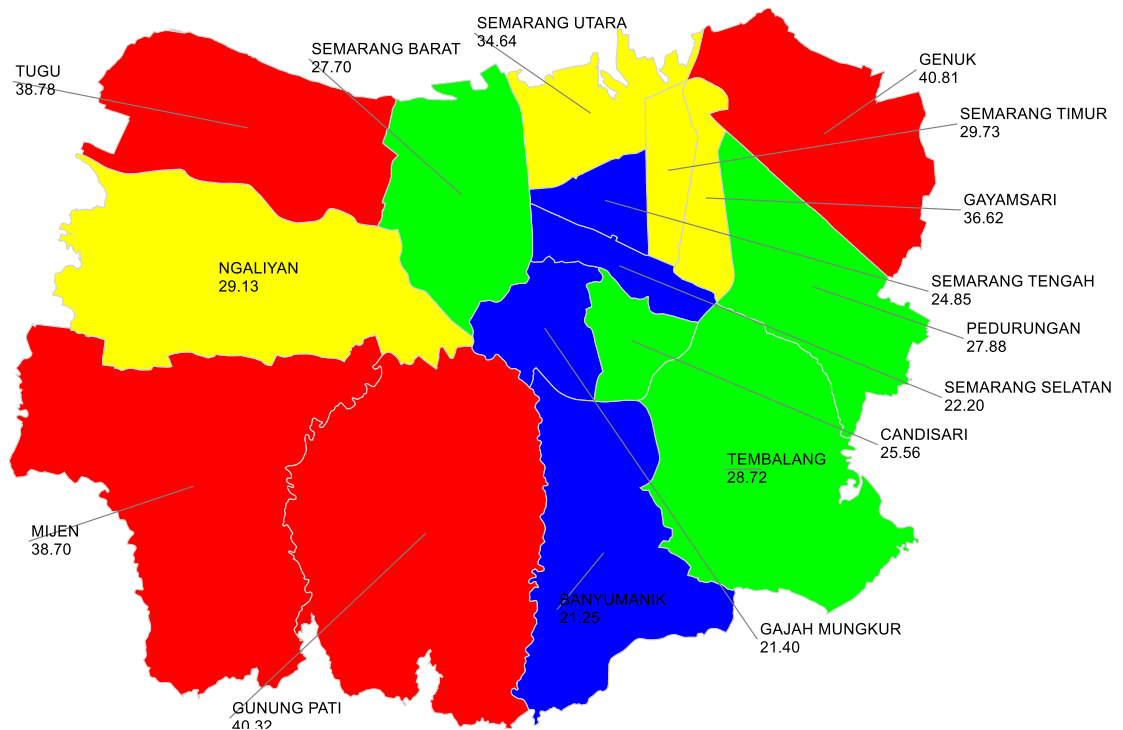 SEMARANG UTARA
34.64
SEMARANG BARAT
27.70
TUGU
38.78
GENUK
40.81
SEMARANG TIMUR
29.73
GAYAMSARI
36.62
NGALIYAN
29.13
SEMARANG TENGAH
24.85
PEDURUNGAN
27.88
SEMARANG SELATAN
22.20
CANDISARI
25.56
TEMBALANG
28.72
MIJEN
38.70
BANYUMANIK
21.25
GAJAH MUNGKUR
21.40
GUNUNG PATI
40.32